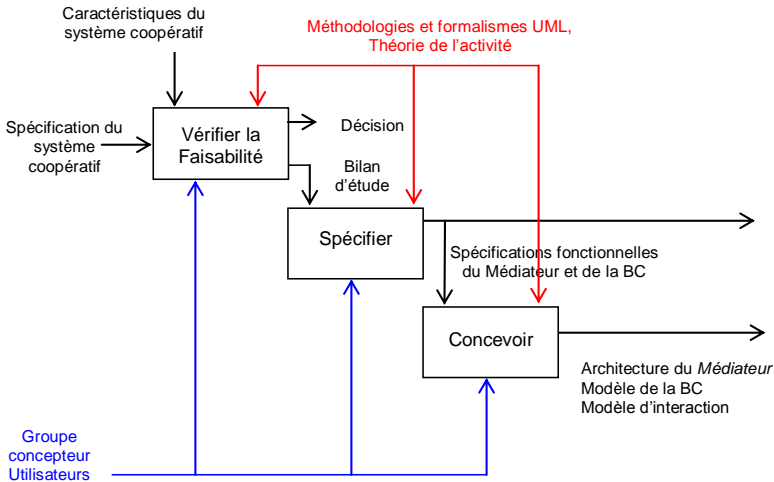 Caractéristiques du
système coopératif
Méthodologies et formalismes UML,
Théorie de l'activité
Spécification du
système
coopératif
Vérifier la
Faisabilité
Décision
Bilan
d'étude
Spécifier
Spécifications fonctionnelles
du Médiateur et de la BC
Concevoir
Architecture du Médiateur
Modèle de la BC
Modèle d'interaction
Groupe
concepteur
Utilisateurs